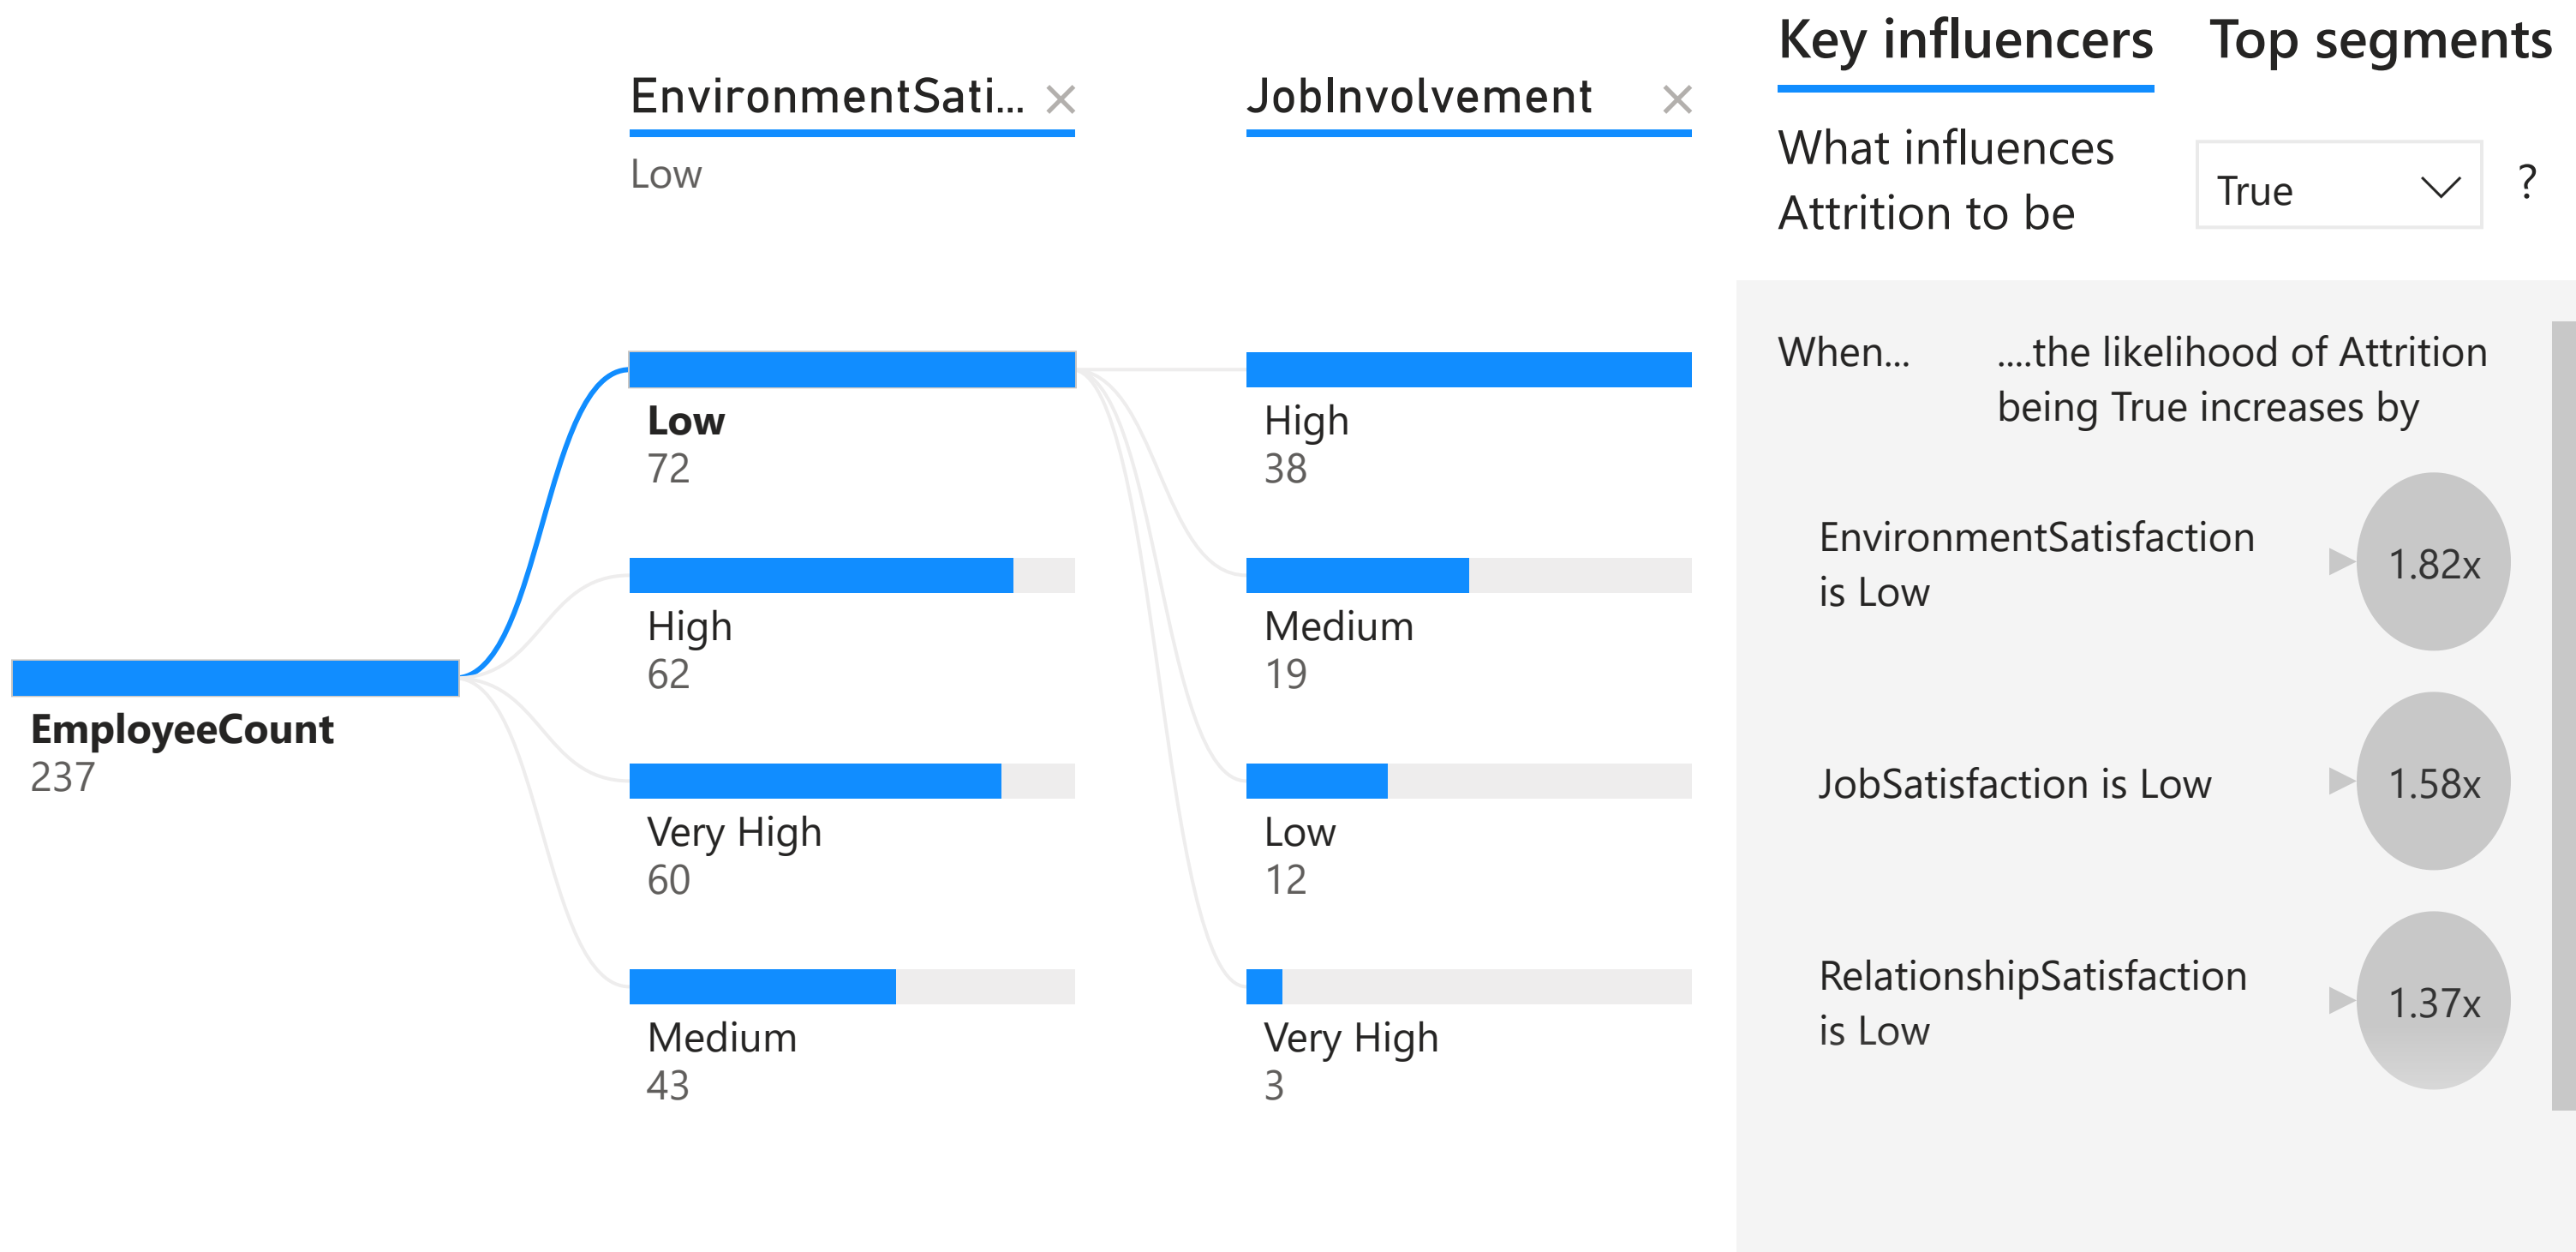 EnvironmentSati...
Low
JobInvolvement
Low
72
High
62
Very High
60
Medium
43
EmployeeCount
237
High
38
Medium
19
Low
12
Very High
3
Key influencers
Top segments
What influences
Attrition to be
True
?
When...
....the likelihood of Attrition
being True increases by
EnvironmentSatisfaction
is Low
1.82x
JobSatisfaction is Low
1.58x
RelationshipSatisfaction
is Low
1.37x